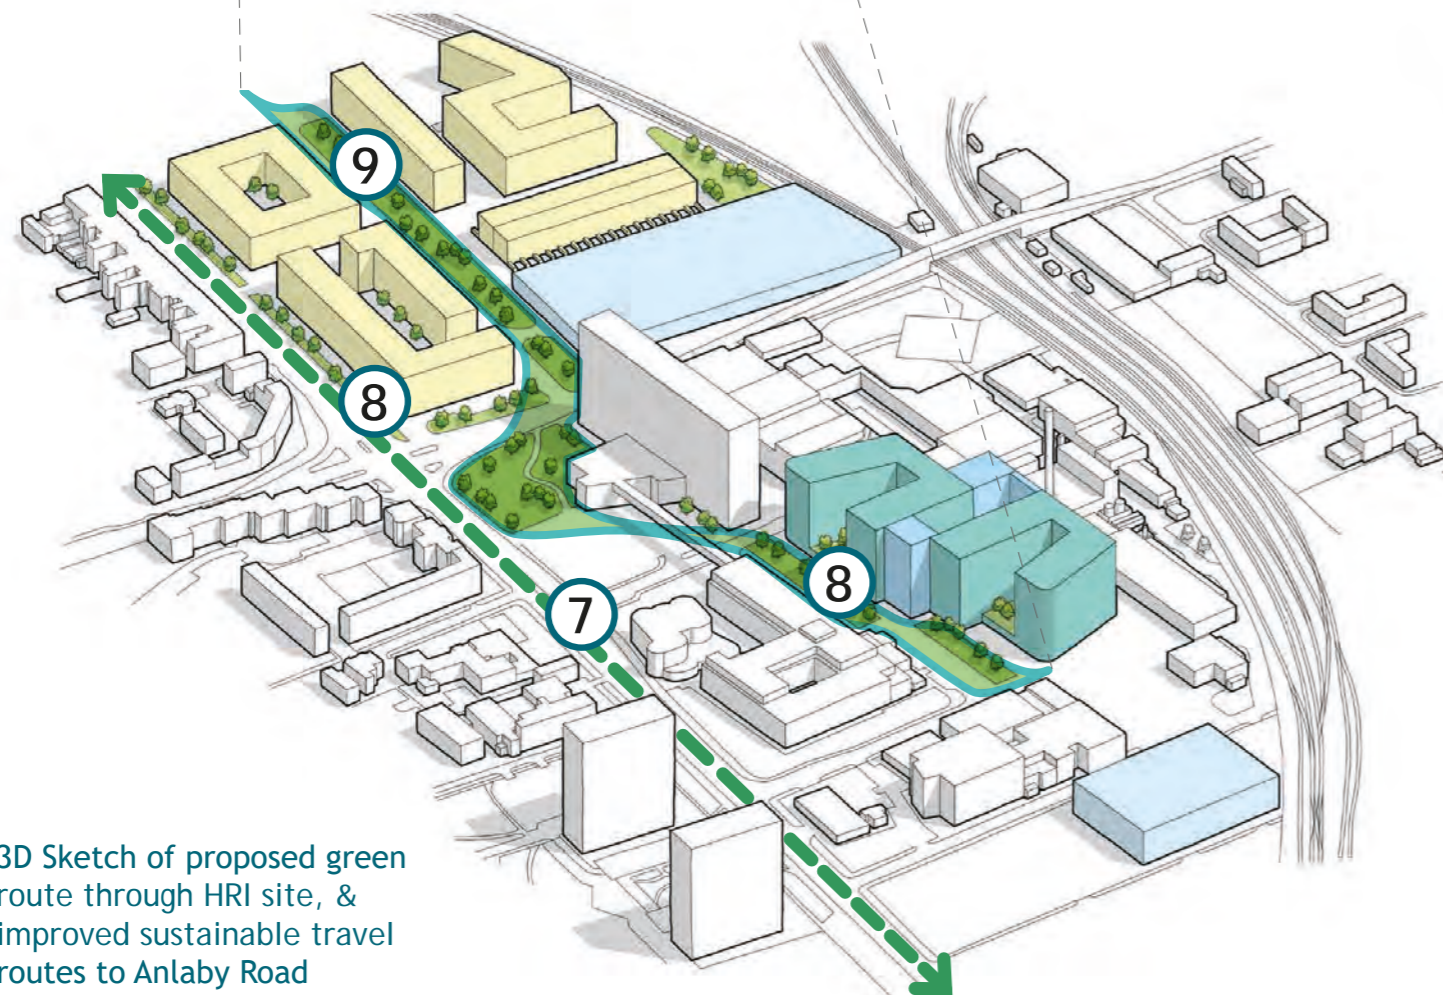 9
8
7
8
3D Sketch of proposed green
route through HRI site, &
improved sustainable travel
routes to Anlaby Road